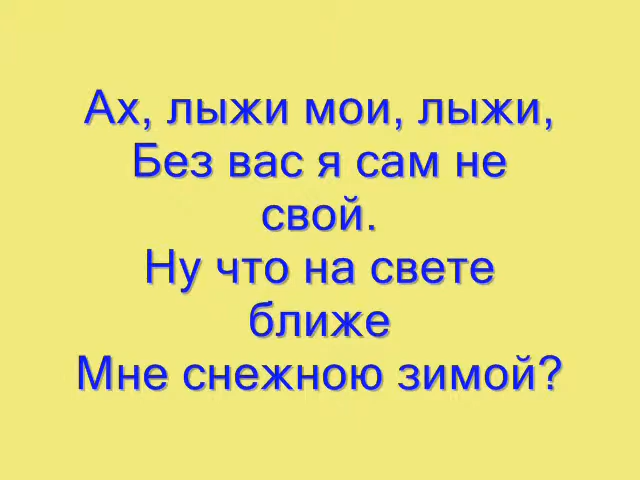 Ах, лыжи мои, лыжи,
Без вас я сам не
свой.
Ну что на свете
ближе
Мне снежною зимой?